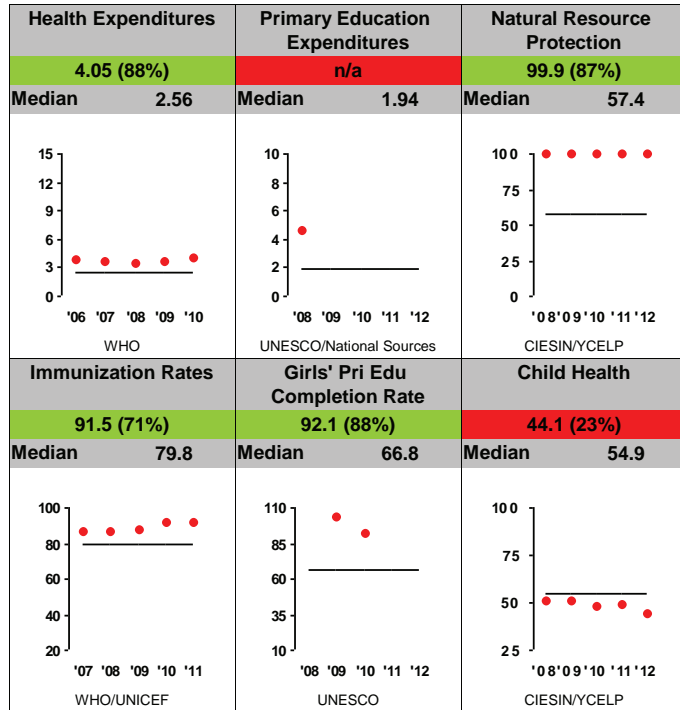 Health Expenditures
4.05 (88%)
Median 2.56
15
12
9
6
3
0
'06 '07 '08 '09 '10
WHO
Primary Education
Expenditures
n/a
Median 1.94
10
8
6
4
2
0
'08 '09 '10 '11 '12
UNESCO/National Sources
Natural Resource
Protection
99.9 (87%)
Median 57.4
100
75
50
25
0
'08 '09 '10 '11 '12
CIESIN/YCELP
Immunization Rates
91.5 (71%)
Median 79.8
100
80
60
40
20
'07 '08 '09 '10 '11
WHO/UNICEF
Girls' Pri Edu
Completion Rate
92.1 (88%)
Median 66.8
110
85
60
35
10
'08 '09 '10 '11 '12
UNESCO
Child Health
44.1 (23%)
Median 54.9
100
75
50
25
'08 '09 '10 '11 '12
CIESIN/YCELP